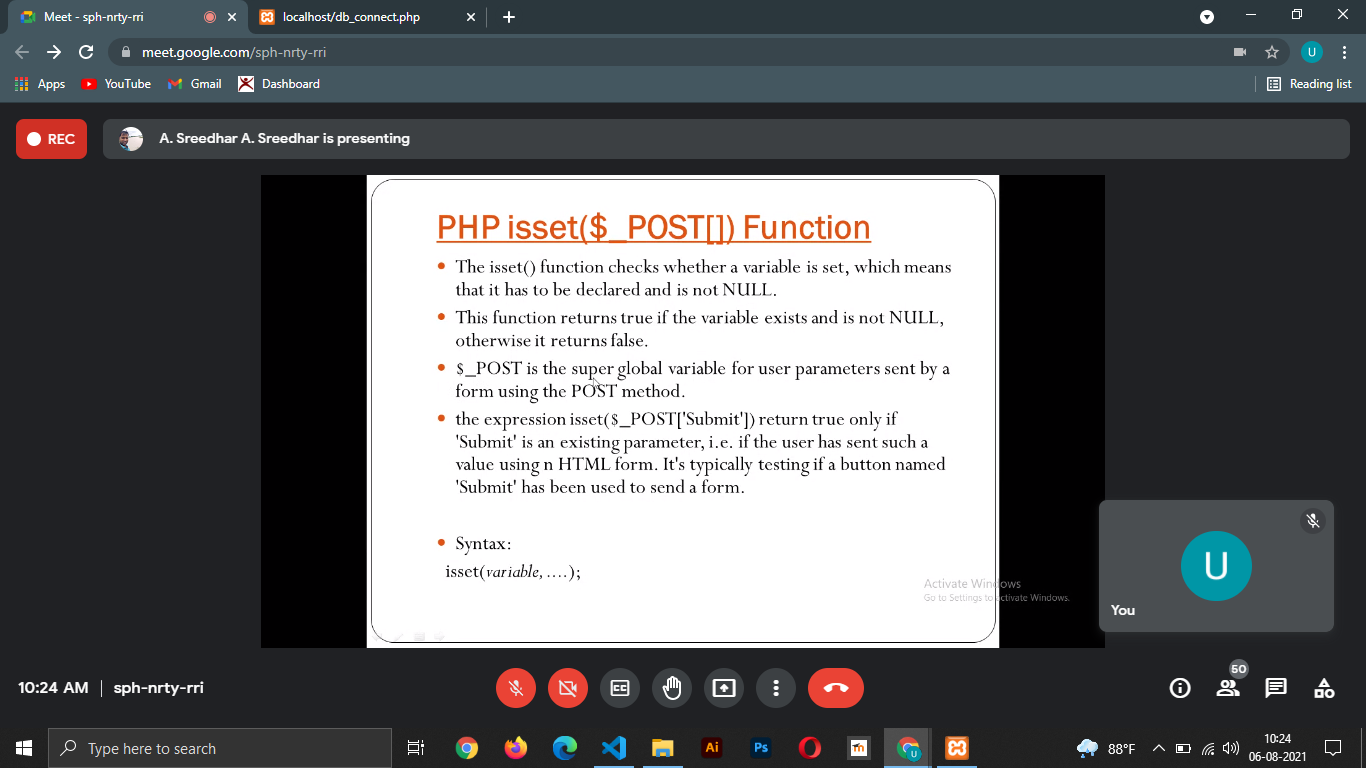 Meet - sph-nrty-rri
localhost/db_connect.php
meet.google.com/sph-nrty-rri
U
Apps
YouTube
Gmail
Dashboard
Reading list
REC
A. Sreedhar A. Sreedhar is presenting
PHP isset($_POST[]) Function
• The isset() function checks whether a variable is set, which means
that it has to be declared and is not NULL.
• This function returns true if the variable exists and is not NULL,
otherwise it returns false.
• $_POST is the super global variable for user parameters sent by a
form using the POST method.
• the expression isset($_POST['Submit']) return true only if
'Submit' is an existing parameter, i.e. if the user has sent such a
value using n HTML form. It's typically testing if a button named
'Submit' has been used to send a form.
• Syntax:
isset(variable, ....);
Activate Windows
Go to Settings to activate Windows.
U
You
10:24 AM | sph-nrty-rri
CC
50
Type here to search
Ai
Ps
U
88°F
10:24
06-08-2021